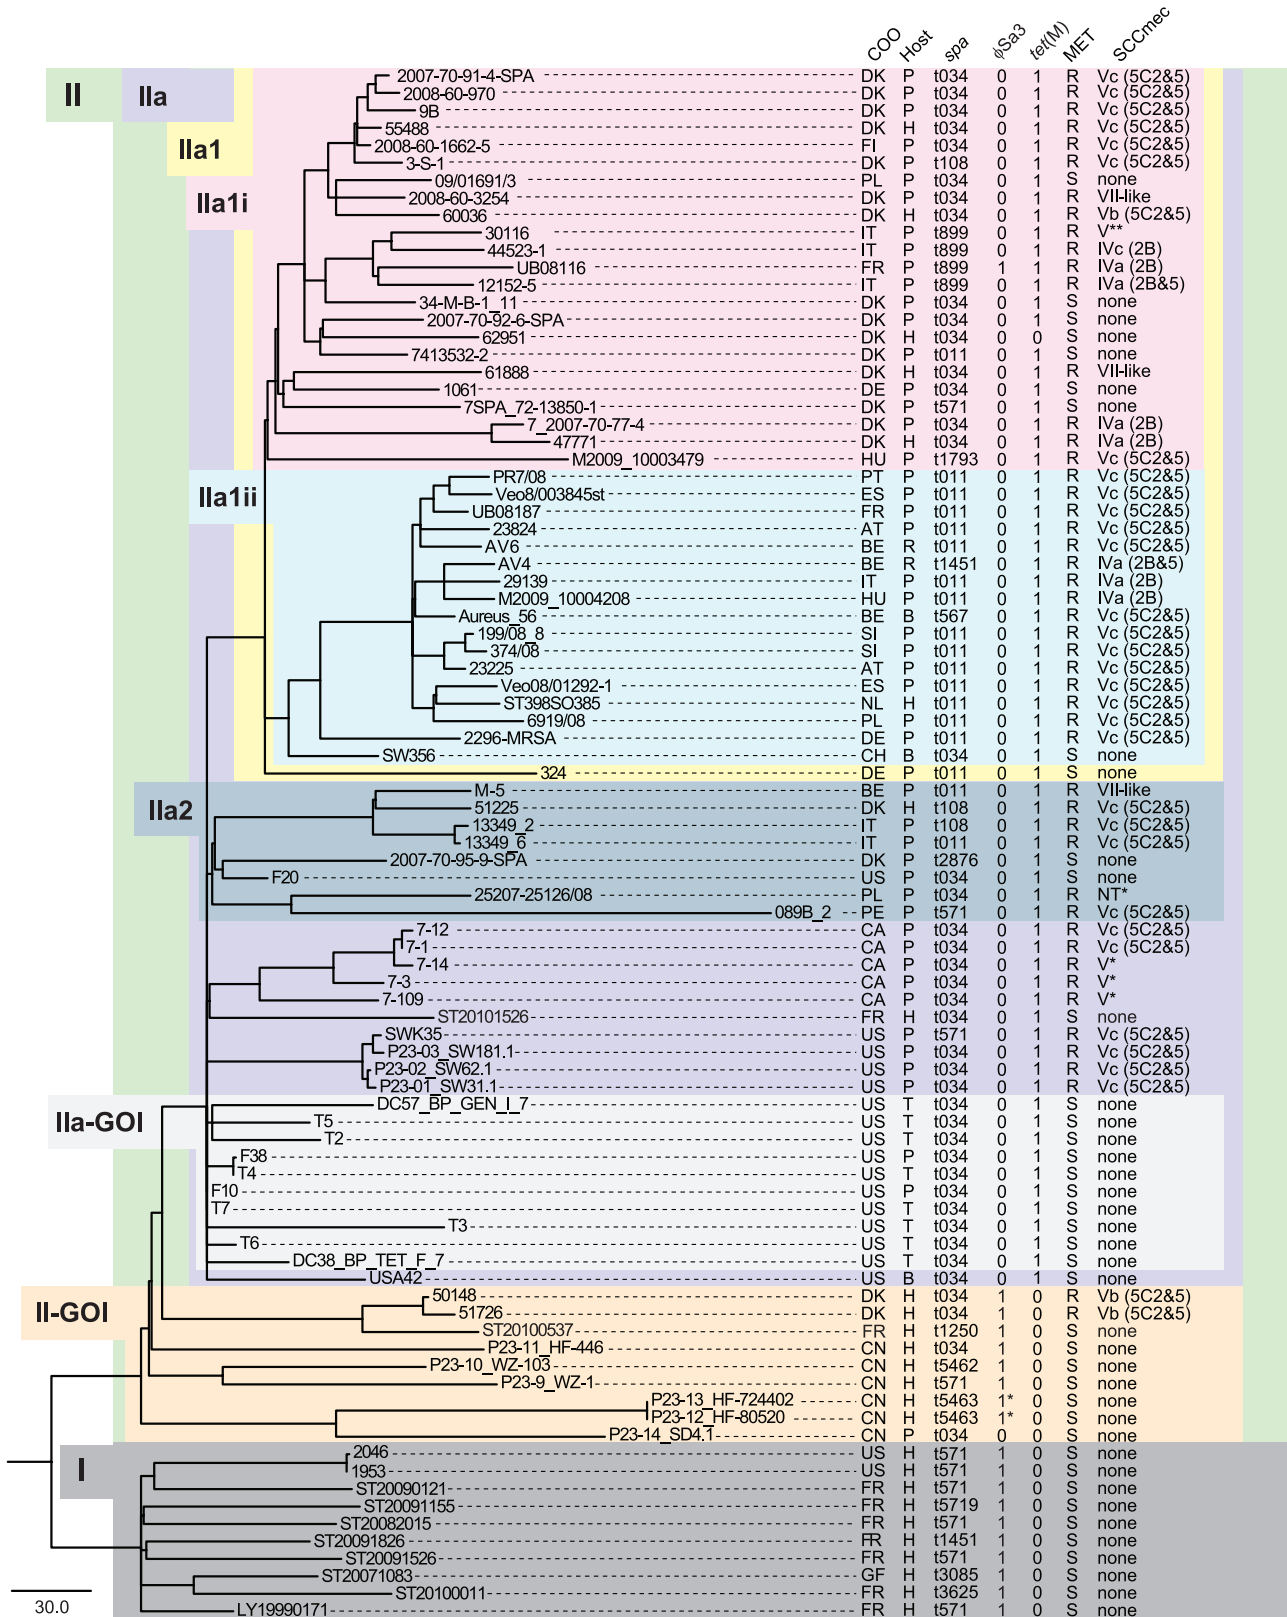 COO Host spa ϕSa3 tet(M) MET SCCmec
II IIa IIa1 IIa1i
2007-70-91-4-SPA DK P t034 0 1 R Vc (5C2&5)
2008-60-970 DK P t034 0 1 R Vc (5C2&5)
9B DK P t034 0 1 R Vc (5C2&5)
55488 DK H t034 0 1 R Vc (5C2&5)
2008-60-1662-5 FI P t034 0 1 R Vc (5C2&5)
3-S-1 DK P t108 0 1 R Vc (5C2&5)
09/01691/3 PL P t034 0 1 S none
2008-60-3254 DK P t034 0 1 R VII-like
60036 DK H t034 0 1 R Vb (5C2&5)
30116 IT P t899 0 1 R V**
44523-1 IT P t899 0 1 R IVc (2B)
UB08116 FR P t899 1 1 R IVa (2B)
12152-5 IT P t899 0 1 R IVa (2B&5)
34-M-B-1_11 DK P t034 0 1 S none
2007-70-92-6-SPA DK P t034 0 1 S none
62951 DK H t034 0 0 S none
7413532-2 DK P t011 0 1 S none
61888 DK H t034 0 1 R VII-like
1061 DE P t034 0 1 S none
7SPA_72-13850-1 DK P t571 0 1 S none
7_2007-70-77-4 DK P t034 0 1 R IVa (2B)
47771 DK H t034 0 1 R IVa (2B)
M2009_10003479 HU P t1793 0 1 R Vc (5C2&5)
IIa1ii
PR7/08 PT P t011 0 1 R Vc (5C2&5)
Veo8/003845st ES P t011 0 1 R Vc (5C2&5)
UB08187 FR P t011 0 1 R Vc (5C2&5)
23824 AT P t011 0 1 R Vc (5C2&5)
AV6 BE R t011 0 1 R Vc (5C2&5)
AV4 BE R t1451 0 1 R IVa (2B&5)
29139 IT P t011 0 1 R IVa (2B)
M2009_10004208 HU P t011 0 1 R IVa (2B)
Aureus_56 BE B t567 0 1 R Vc (5C2&5)
199/08_8 SI P t011 0 1 R Vc (5C2&5)
374/08 SI P t011 0 1 R Vc (5C2&5)
23225 AT P t011 0 1 R Vc (5C2&5)
Veo08/01292-1 ES P t011 0 1 R Vc (5C2&5)
ST398SO385 NL H t011 0 1 R Vc (5C2&5)
6919/08 PL P t011 0 1 R Vc (5C2&5)
2296-MRSA DE P t011 0 1 R Vc (5C2&5)
SW356 CH B t034 0 1 S none
324 DE P t011 0 1 S none
IIa2
M-5 BE P t011 0 1 R VII-like
51225 DK H t108 0 1 R Vc (5C2&5)
13349_2 IT P t108 0 1 R Vc (5C2&5)
13349_6 IT P t011 0 1 R Vc (5C2&5)
2007-70-95-9-SPA DK P t2876 0 1 S none
F20 US P t034 0 1 S none
25207-25126/08 PL P t034 0 1 R NT*
089B_2 PE P t571 0 1 R Vc (5C2&5)
7-12 CA P t034 0 1 R Vc (5C2&5)
7-1 CA P t034 0 1 R Vc (5C2&5)
7-14 CA P t034 0 1 R V*
7-3 CA P t034 0 1 R V*
7-109 CA P t034 0 1 R V*
ST20101526 FR H t034 0 1 S none
SWK35 US P t571 0 1 R Vc (5C2&5)
P23-03_SW181.1 US P t034 0 1 R Vc (5C2&5)
P23-02_SW62.1 US P t034 0 1 R Vc (5C2&5)
P23-01_SW31.1 US P t034 0 1 R Vc (5C2&5)
IIa-GOI
DC57_BP_GEN_I_7 US T t034 0 1 S none
T5 US T t034 0 1 S none
T2 US T t034 0 1 S none
F38 US P t034 0 1 S none
T4 US T t034 0 1 S none
F10 US P t034 0 1 S none
T7 US T t034 0 1 S none
T3 US T t034 0 1 S none
T6 US T t034 0 1 S none
DC38_BP_TET_F_7 US T t034 0 1 S none
USA42 US B t034 0 1 S none
II-GOI
50148 DK H t034 1 0 R Vb (5C2&5)
51726 DK H t034 1 0 R Vb (5C2&5)
ST20100537 FR H t1250 1 0 S none
P23-11_HF-446 CN H t034 1 0 S none
P23-10_WZ-103 CN H t5462 1 0 S none
P23-9_WZ-1 CN H t571 1 0 S none
P23-13_HF-724402 CN H t5463 1* 0 S none
P23-12_HF-80520 CN H t5463 1* 0 S none
P23-14_SD4.1 CN P t034 0 0 S none
I
2046 US H t571 1 0 S none
1953 US H t571 1 0 S none
ST20090121 FR H t571 1 0 S none
ST20091155 FR H t5719 1 0 S none
ST20082015 FR H t571 1 0 S none
ST20091826 FR H t1451 1 0 S none
ST20091526 FR H t571 1 0 S none
ST20071083 GF H t3085 1 0 S none
ST20100011 FR H t3625 1 0 S none
LY19990171 FR H t571 1 0 S none
30.0